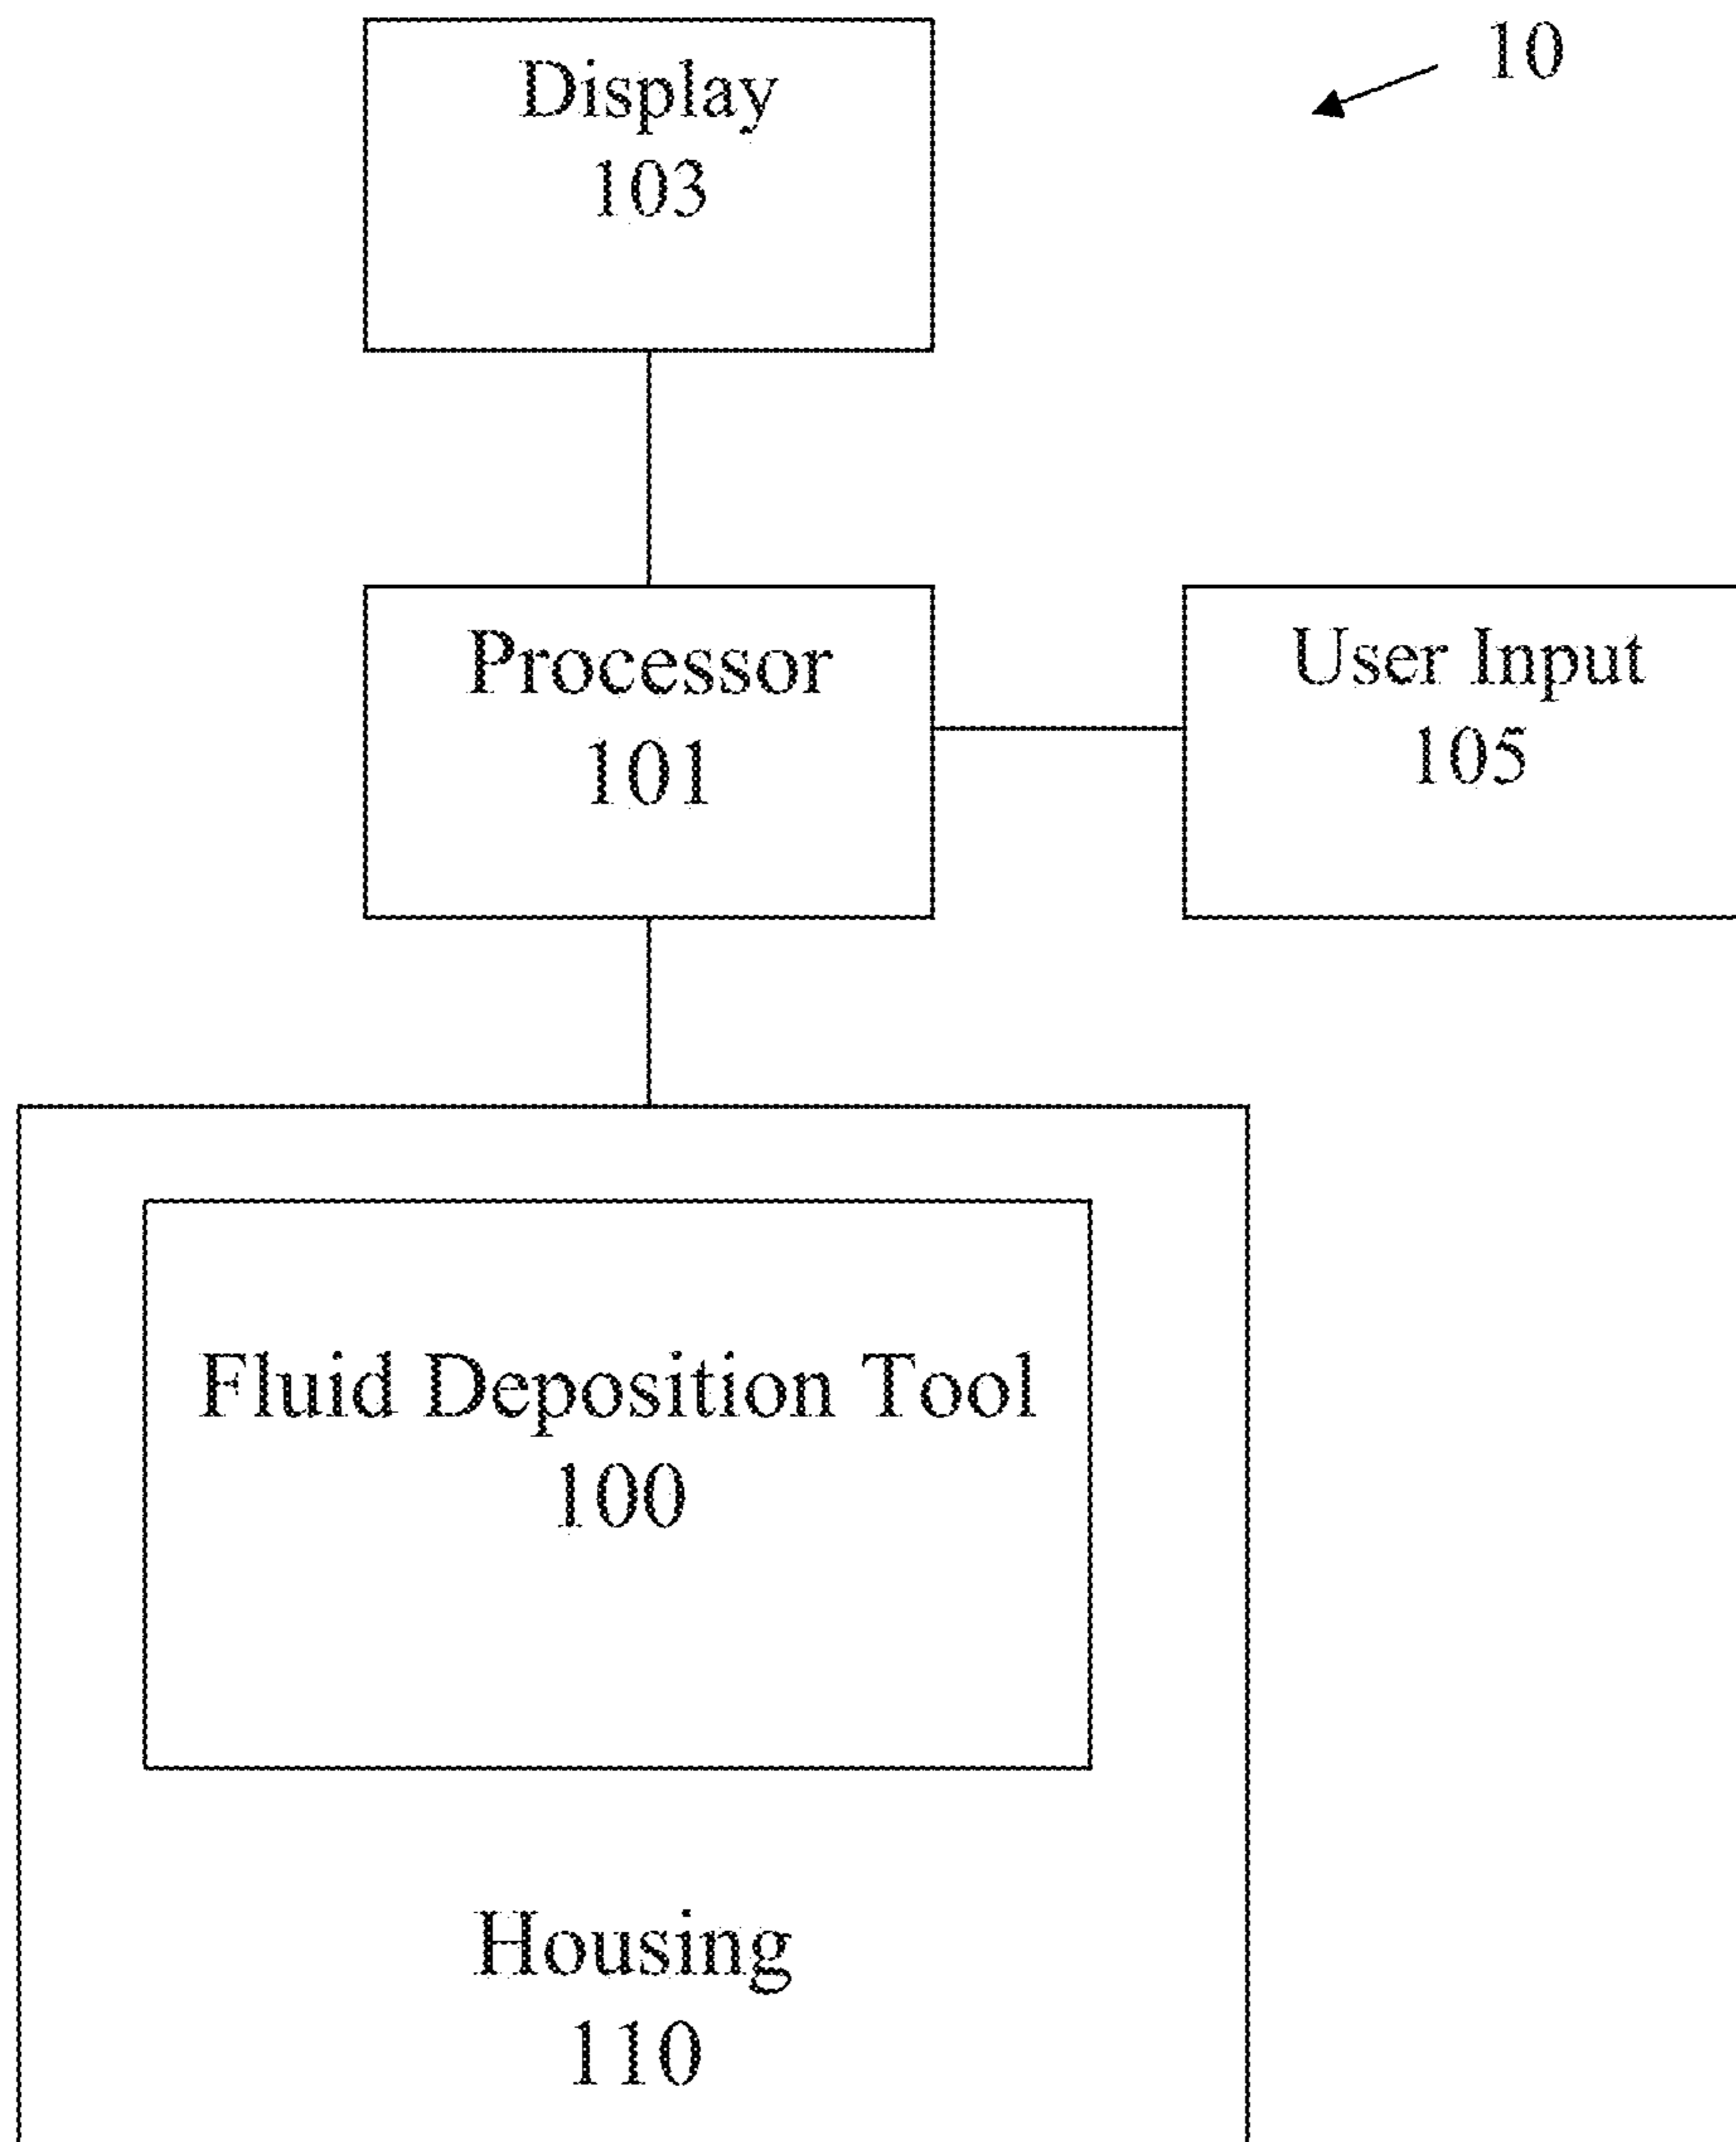 10
Display
103
Processor
101
User Input
105
Fluid Deposition Tool
100
Housing
110